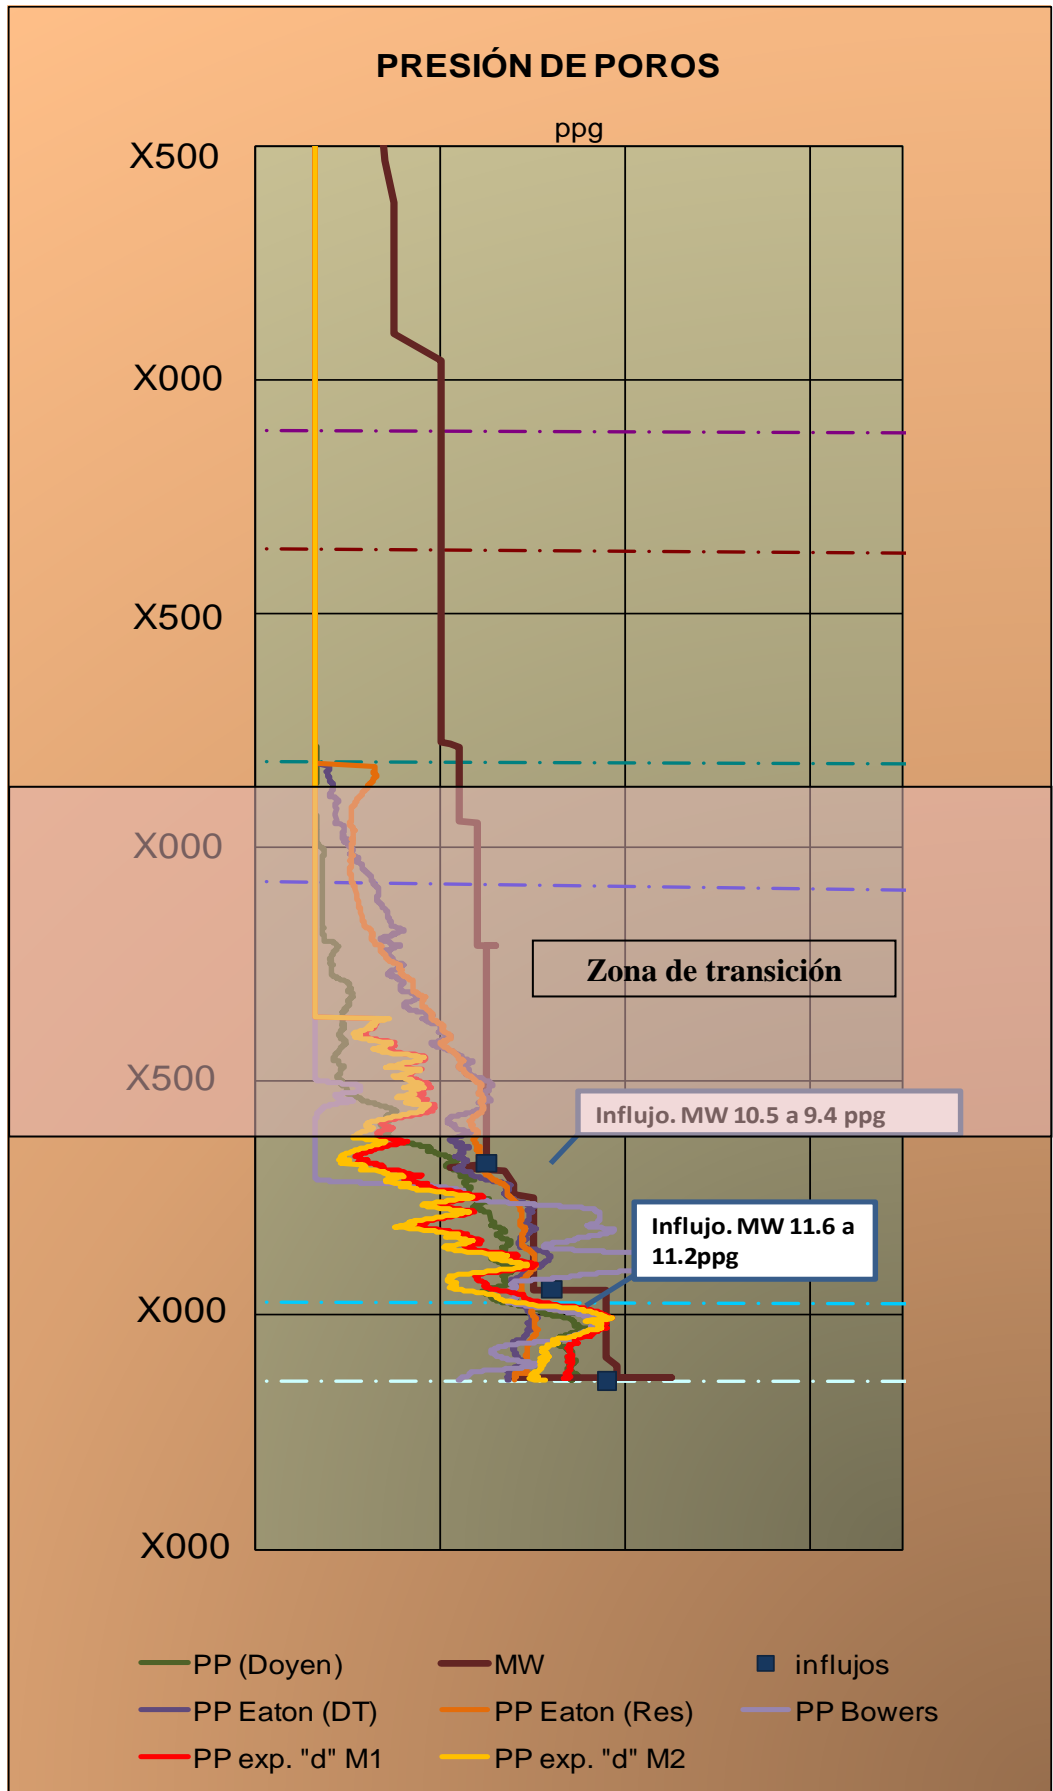 PRESIÓN DE POROS
ppg
X500
X000
X500
X000
Zona de transición
X500
Influjo. MW 10.5 a 9.4 ppg
Influjo. MW 11.6 a
11.2ppg
X000
X000
PP (Doyen) MW influjos
PP Eaton (DT) PP Eaton (Res) PP Bowers
PP exp. "d" M1 PP exp. "d" M2